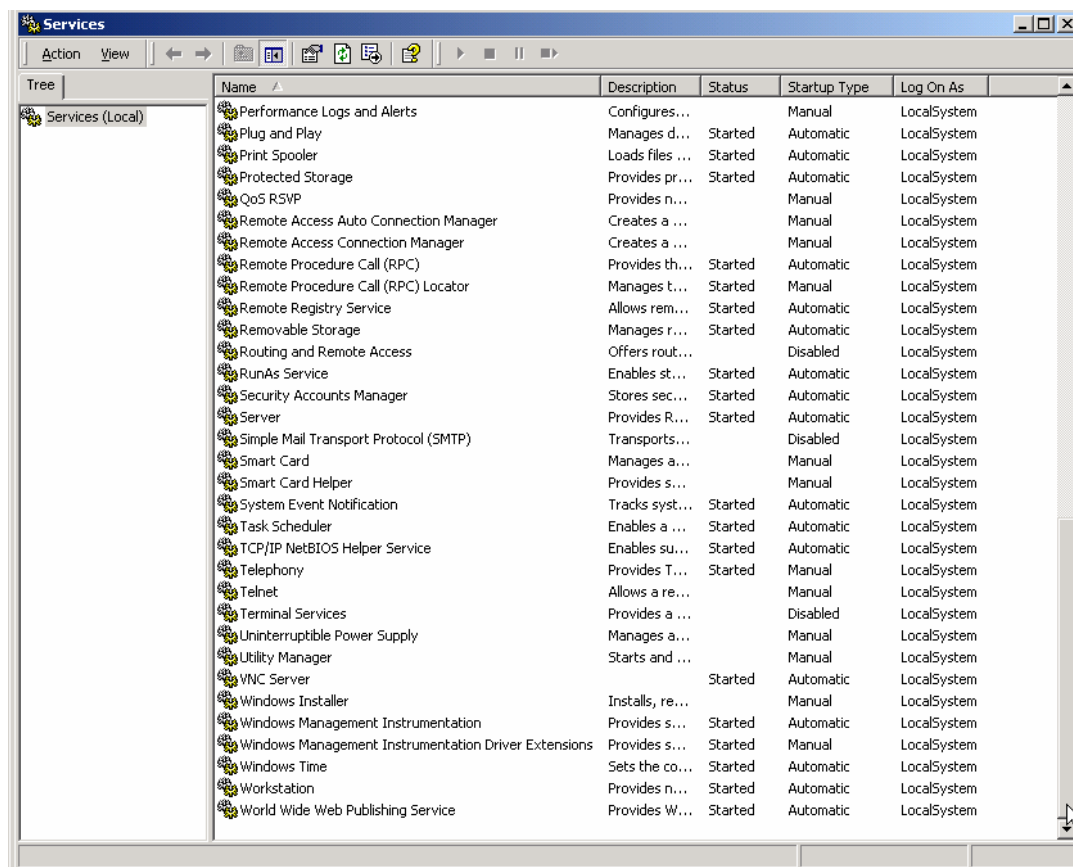 Services
Action View
Tree
Services (Local)
Name Description Status Startup Type Log On As
Performance Logs and Alerts Configures... Manual LocalSystem
Plug and Play Manages d... Started Automatic LocalSystem
Print Spooler Loads files ... Started Automatic LocalSystem
Protected Storage Provides pr... Started Automatic LocalSystem
QoS RSVP Provides n... Manual LocalSystem
Remote Access Auto Connection Manager Creates a ... Manual LocalSystem
Remote Access Connection Manager Creates a ... Manual LocalSystem
Remote Procedure Call (RPC) Provides th... Started Automatic LocalSystem
Remote Procedure Call (RPC) Locator Manages t... Started Manual LocalSystem
Remote Registry Service Allows rem... Started Automatic LocalSystem
Removable Storage Manages r... Started Automatic LocalSystem
Routing and Remote Access Offers rout... Disabled LocalSystem
RunAs Service Enables st... Started Automatic LocalSystem
Security Accounts Manager Stores sec... Started Automatic LocalSystem
Server Provides R... Started Automatic LocalSystem
Simple Mail Transport Protocol (SMTP) Transports... Disabled LocalSystem
Smart Card Manages a... Manual LocalSystem
Smart Card Helper Provides s... Manual LocalSystem
System Event Notification Tracks syst... Started Automatic LocalSystem
Task Scheduler Enables a ... Started Automatic LocalSystem
TCP/IP NetBIOS Helper Service Enables su... Started Automatic LocalSystem
Telephony Provides T... Started Manual LocalSystem
Telnet Allows a re... Manual LocalSystem
Terminal Services Provides a ... Disabled LocalSystem
Uninterruptible Power Supply Manages a... Manual LocalSystem
Utility Manager Starts and ... Manual LocalSystem
VNC Server Started Automatic LocalSystem
Windows Installer Installs, re... Manual LocalSystem
Windows Management Instrumentation Provides s... Started Automatic LocalSystem
Windows Management Instrumentation Driver Extensions Provides s... Started Manual LocalSystem
Windows Time Sets the co... Started Automatic LocalSystem
Workstation Provides n... Started Automatic LocalSystem
World Wide Web Publishing Service Provides W... Started Automatic LocalSystem